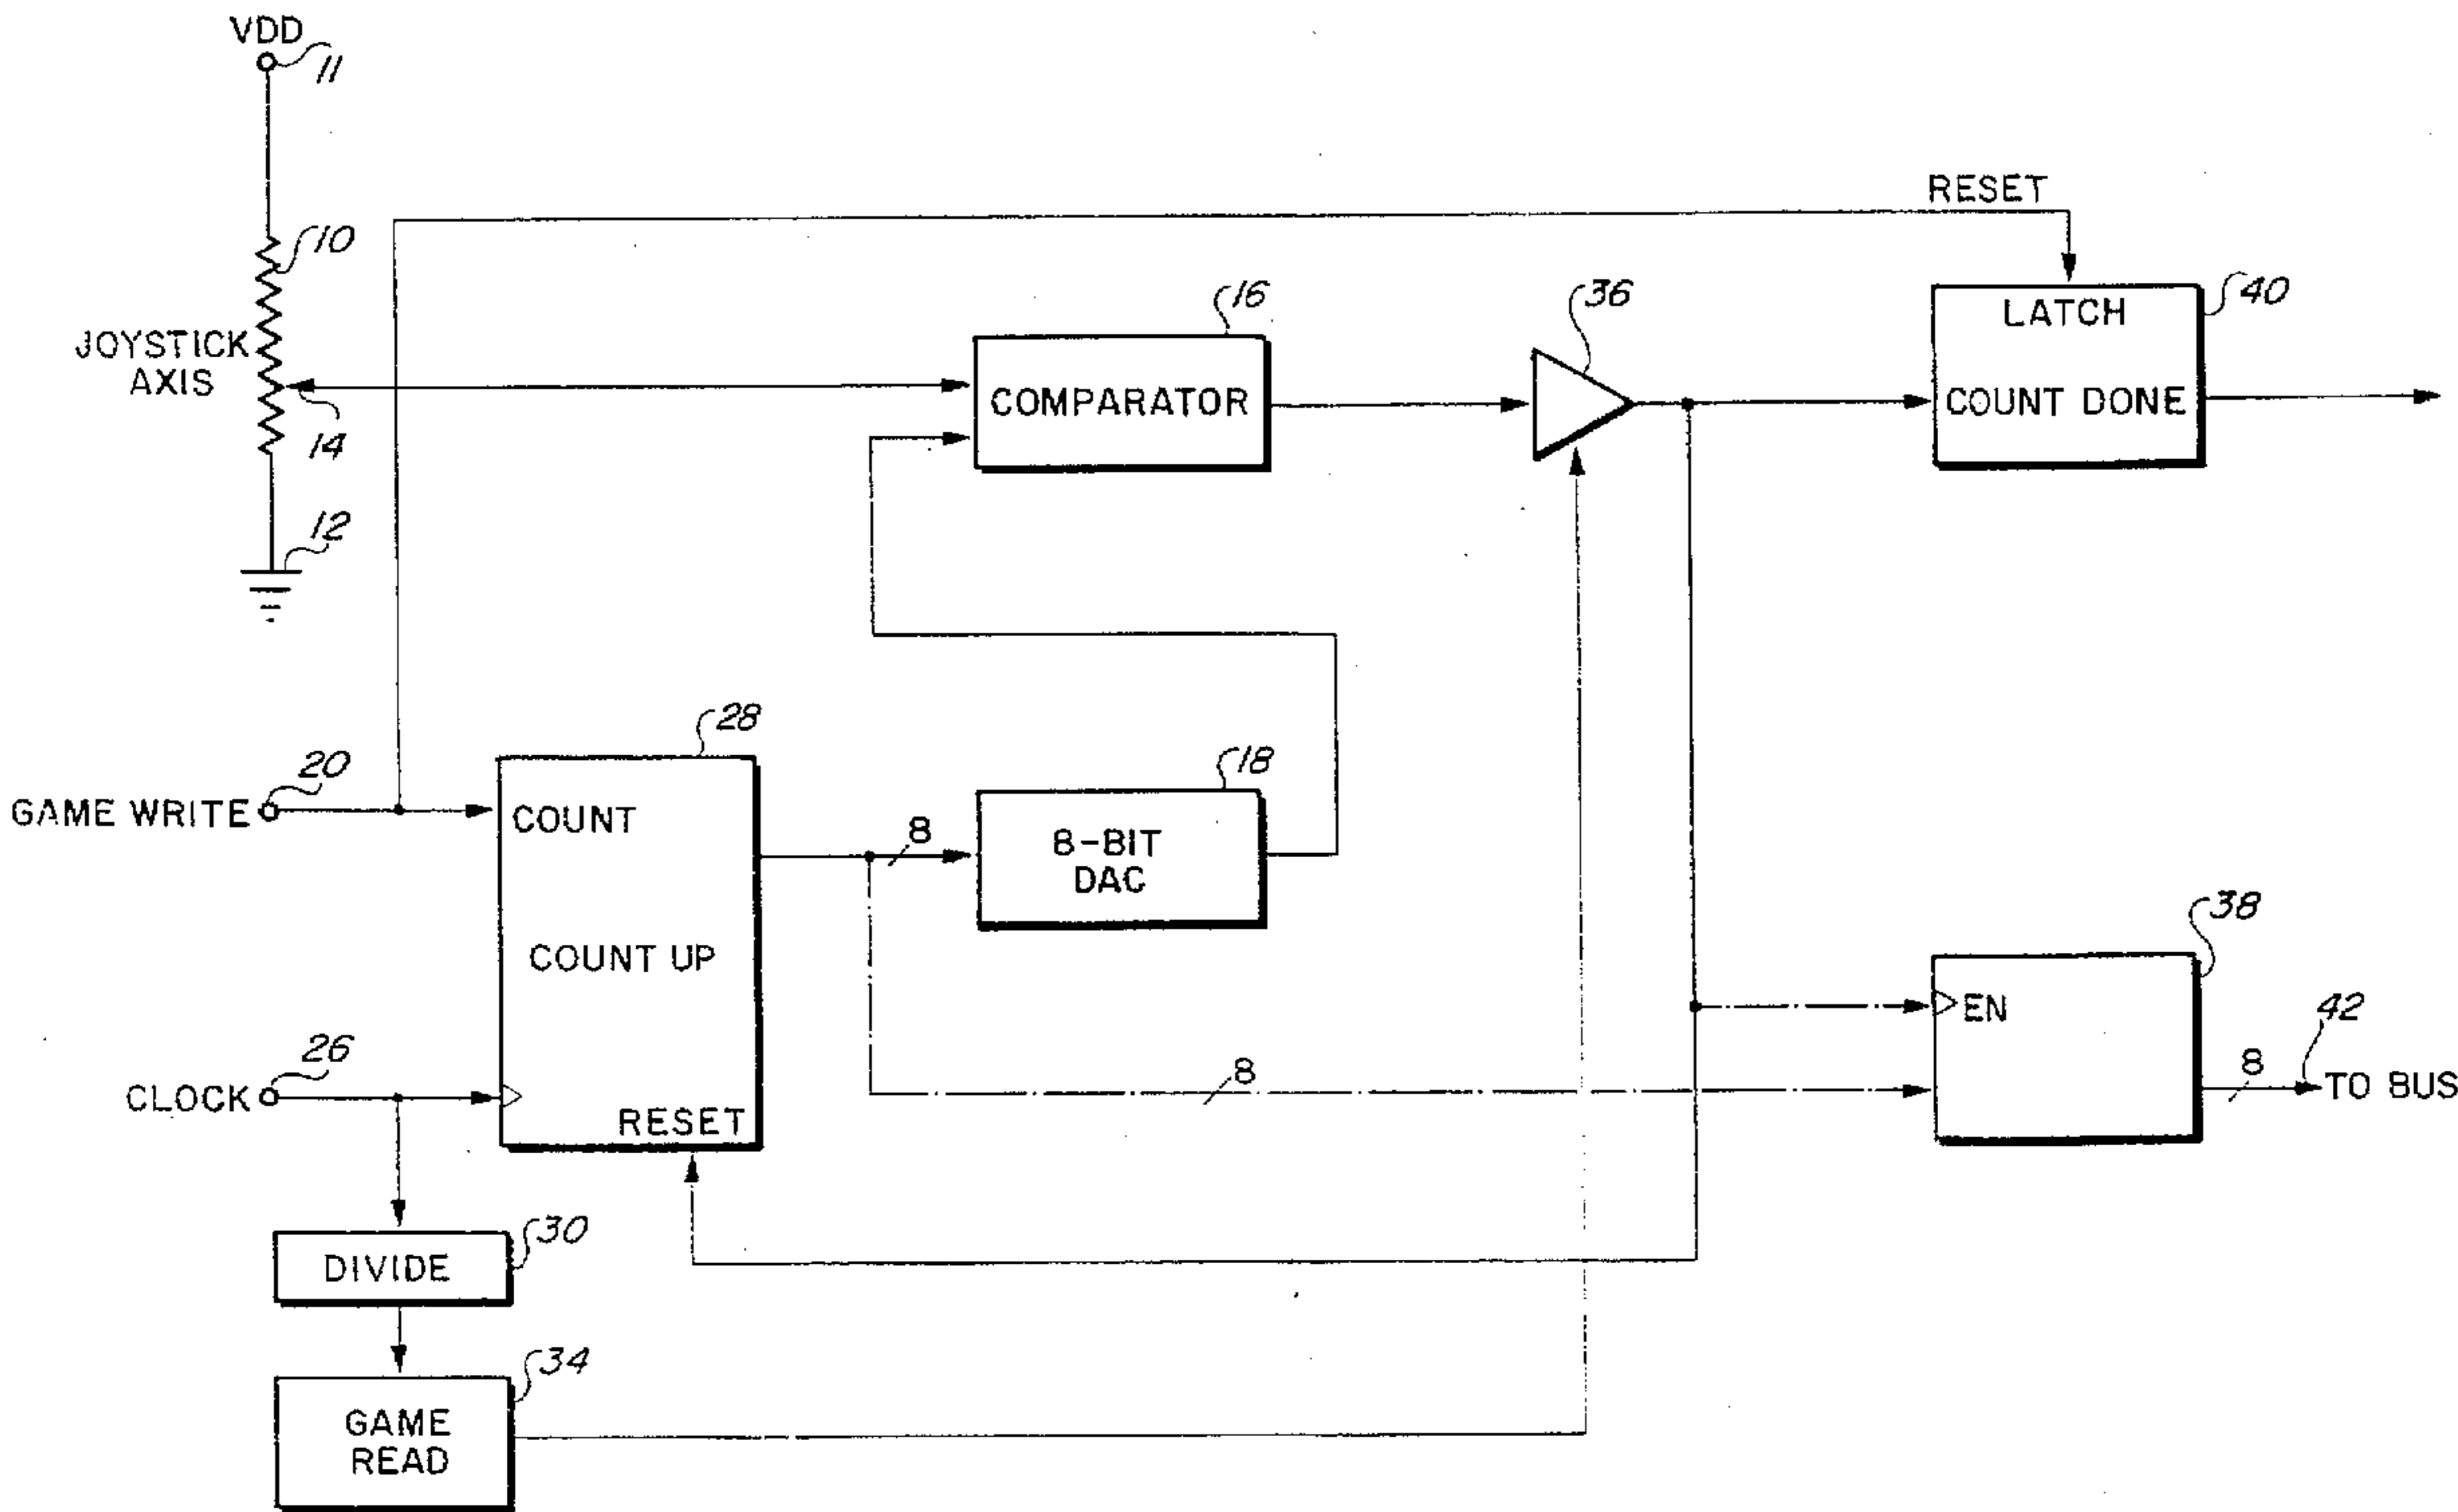 VDD
11
RESET
10
16
36
LATCH
40
JOYSTICK
AXIS
COMPARATOR
COUNT DONE
14
12
28
20
18
GAME WRITE
COUNT
8
8-BIT
DAC
38
COUNT UP
EN
26
42
CLOCK
8
8
TO BUS
RESET
30
DIVIDE
34
GAME
READ